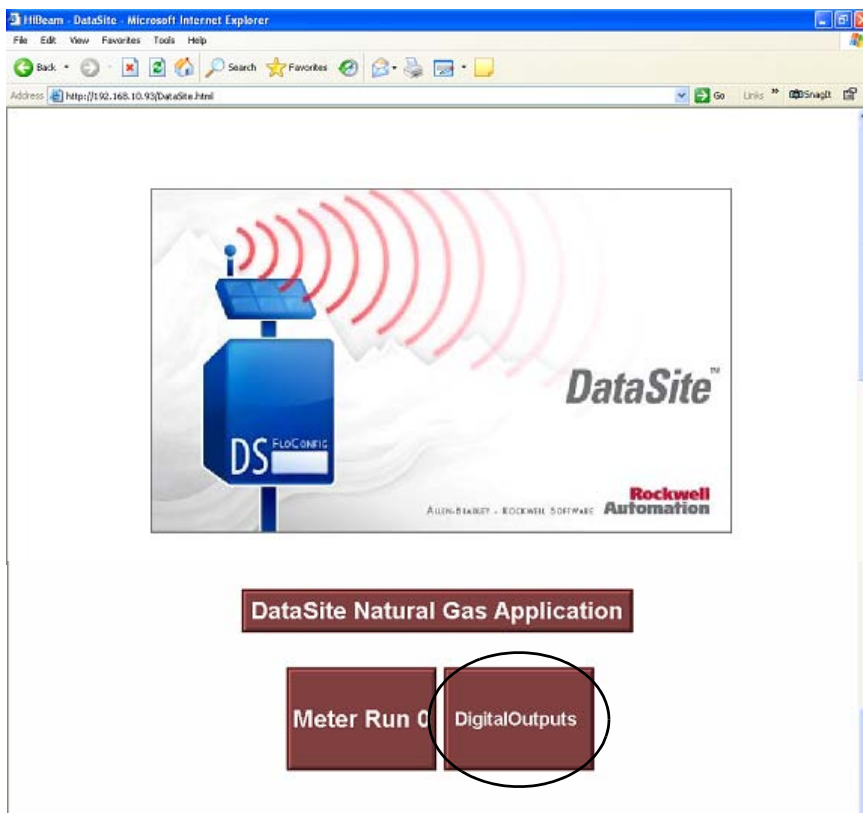 HiBeam - DataSite - Microsoft Internet Explorer
File Edit View Favorites Tools Help
Back Search Favorites
Address http://192.168.10.93/DataSite.html Go Links » SnagIt
DataSite™
DS FLOCONFIG
Rockwell
ALLEN-BRADLEY - ROCKWELL SOFTWARE Automation
DataSite Natural Gas Application
Meter Run 0 DigitalOutputs